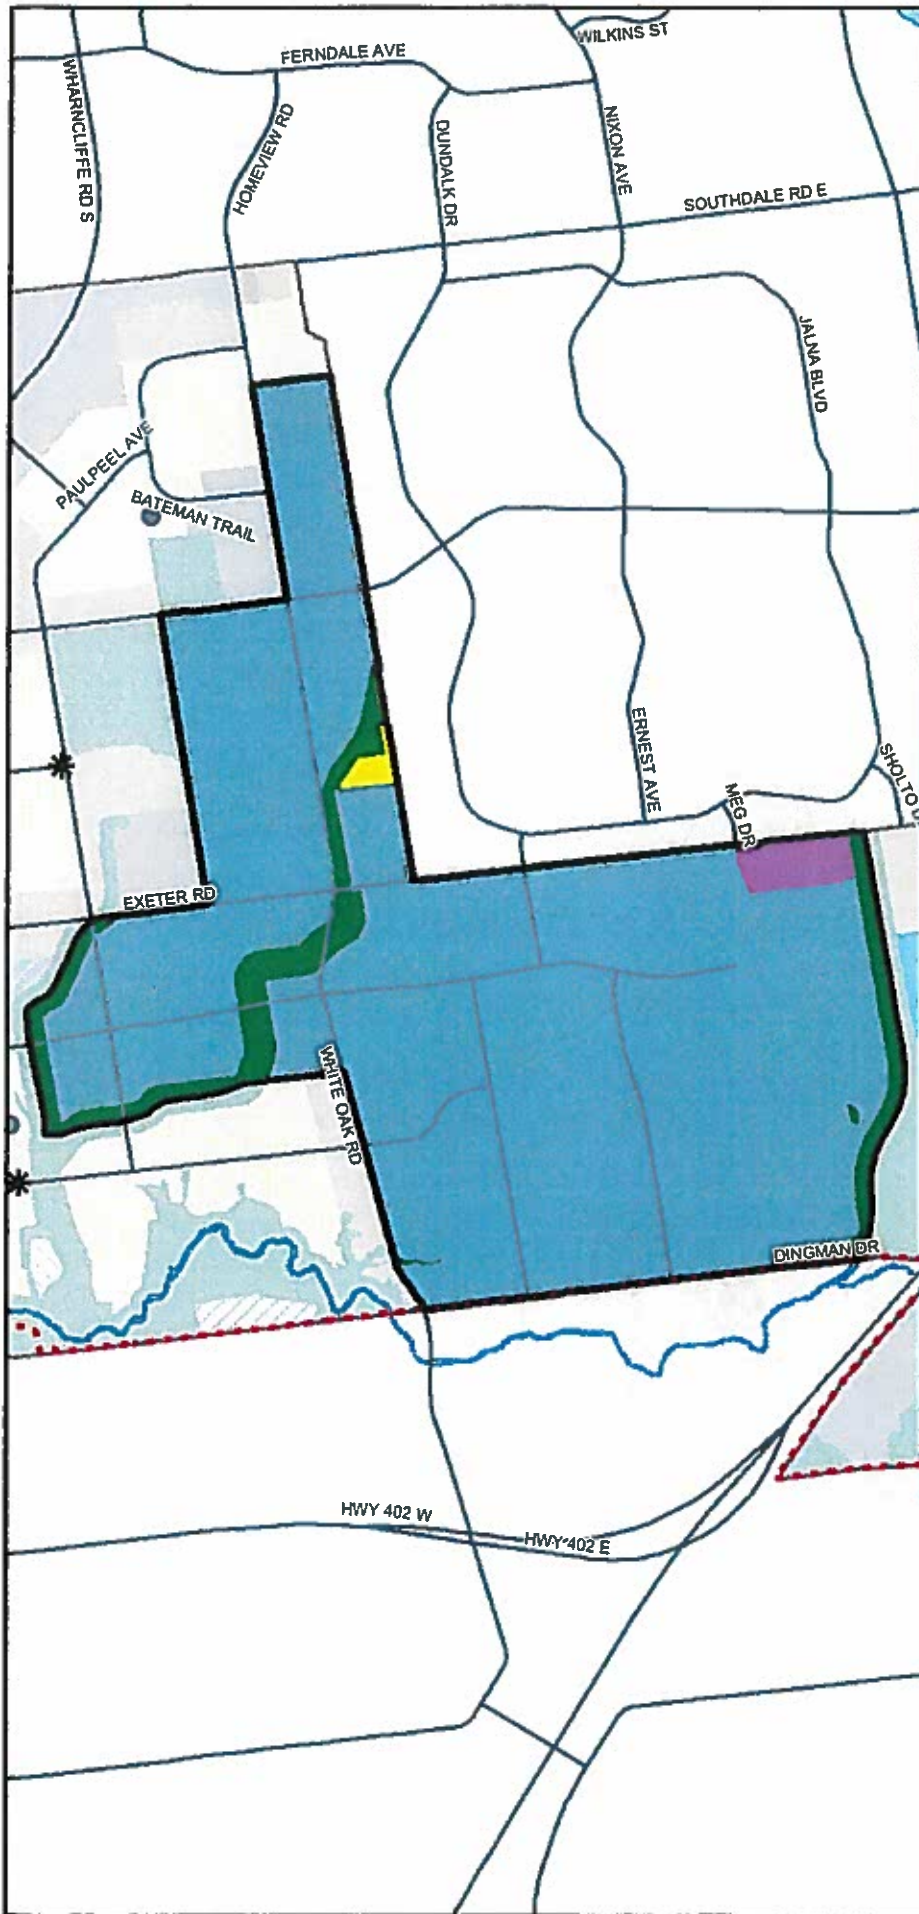 WILKINS ST
FERNDALE AVE
WHARNCLIFFE RD S
HOMEVIEW RD
DUNDALK DR
NIXON AVE
SOUTHDALE RD E
JALNA BLVD
PAULPEEL AVE
BATEMAN TRAIL
ERNEST AVE
MEG DR
SHOLTO D
EXETER RD
WHITE OAK RD
DINGMAN DR
HWY 402 W
HWY 402 E